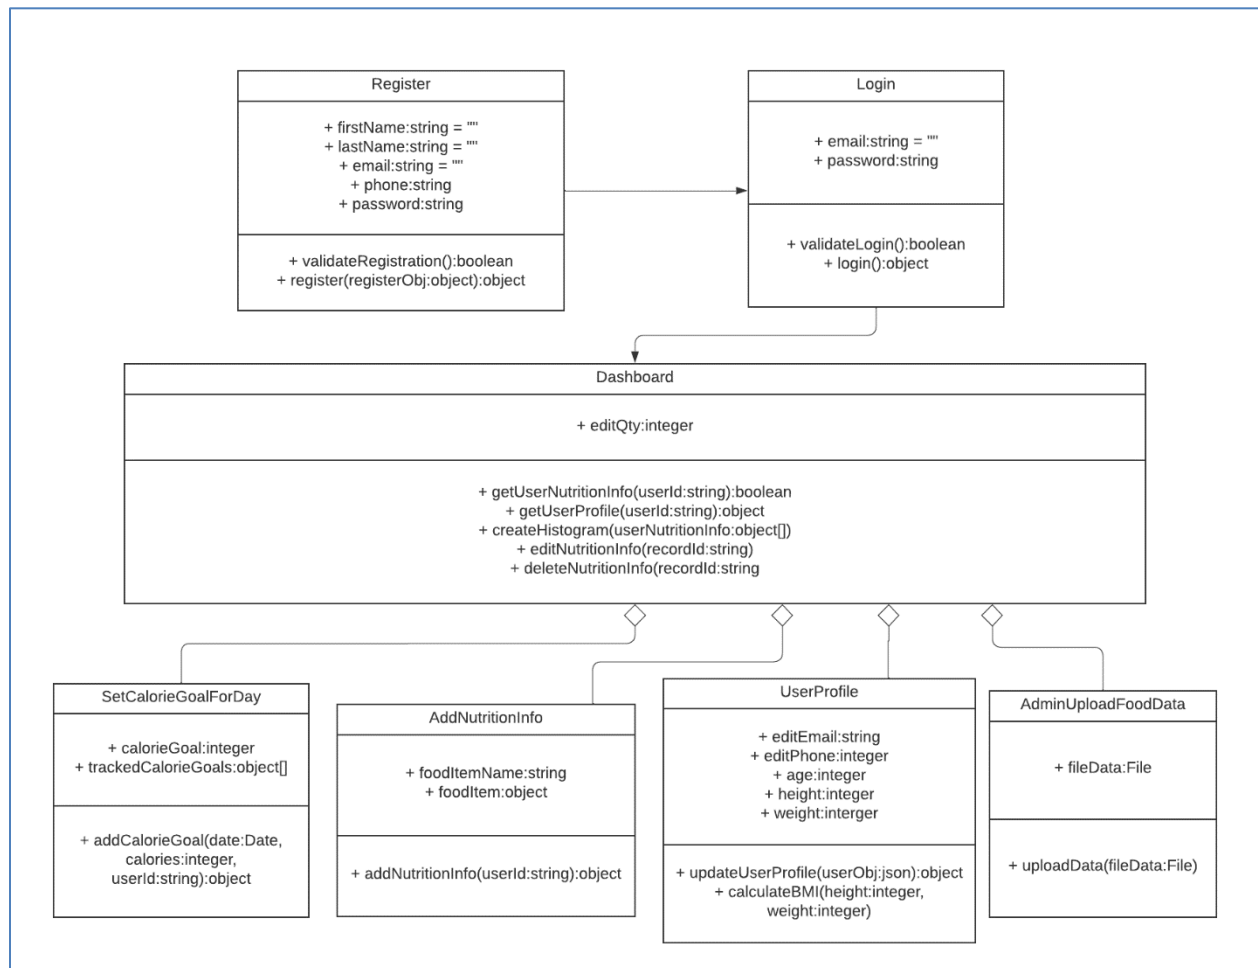 Register
+ firstName:string = ""
+ lastName:string = ""
+ email:string = ""
+ phone:string
+ password:string
+ validateRegistration():boolean
+ register(registerObj:object):object
Login
+ email:string = ""
+ password:string
+ validateLogin():boolean
+ login():object
Dashboard
+ editQty:integer
+ getUserNutritionInfo(userId:string):boolean
+ getUserProfile(userId:string):object
+ createHistogram(userNutritionInfo:object[])
+ editNutritionInfo(recordId:string)
+ deleteNutritionInfo(recordId:string
SetCalorieGoalForDay
+ calorieGoal:integer
+ trackedCalorieGoals:object[]
+ addCalorieGoal(date:Date,
calories:integer,
userId:string):object
AddNutritionInfo
+ foodItemName:string
+ foodItem:object
+ addNutritionInfo(userId:string):object
UserProfile
+ editEmail:string
+ editPhone:integer
+ age:integer
+ height:integer
+ weight:interger
+ updateUserProfile(userObj:json):object
+ calculateBMI(height:integer,
weight:integer)
AdminUploadFoodData
+ fileData:File
+ uploadData(fileData:File)